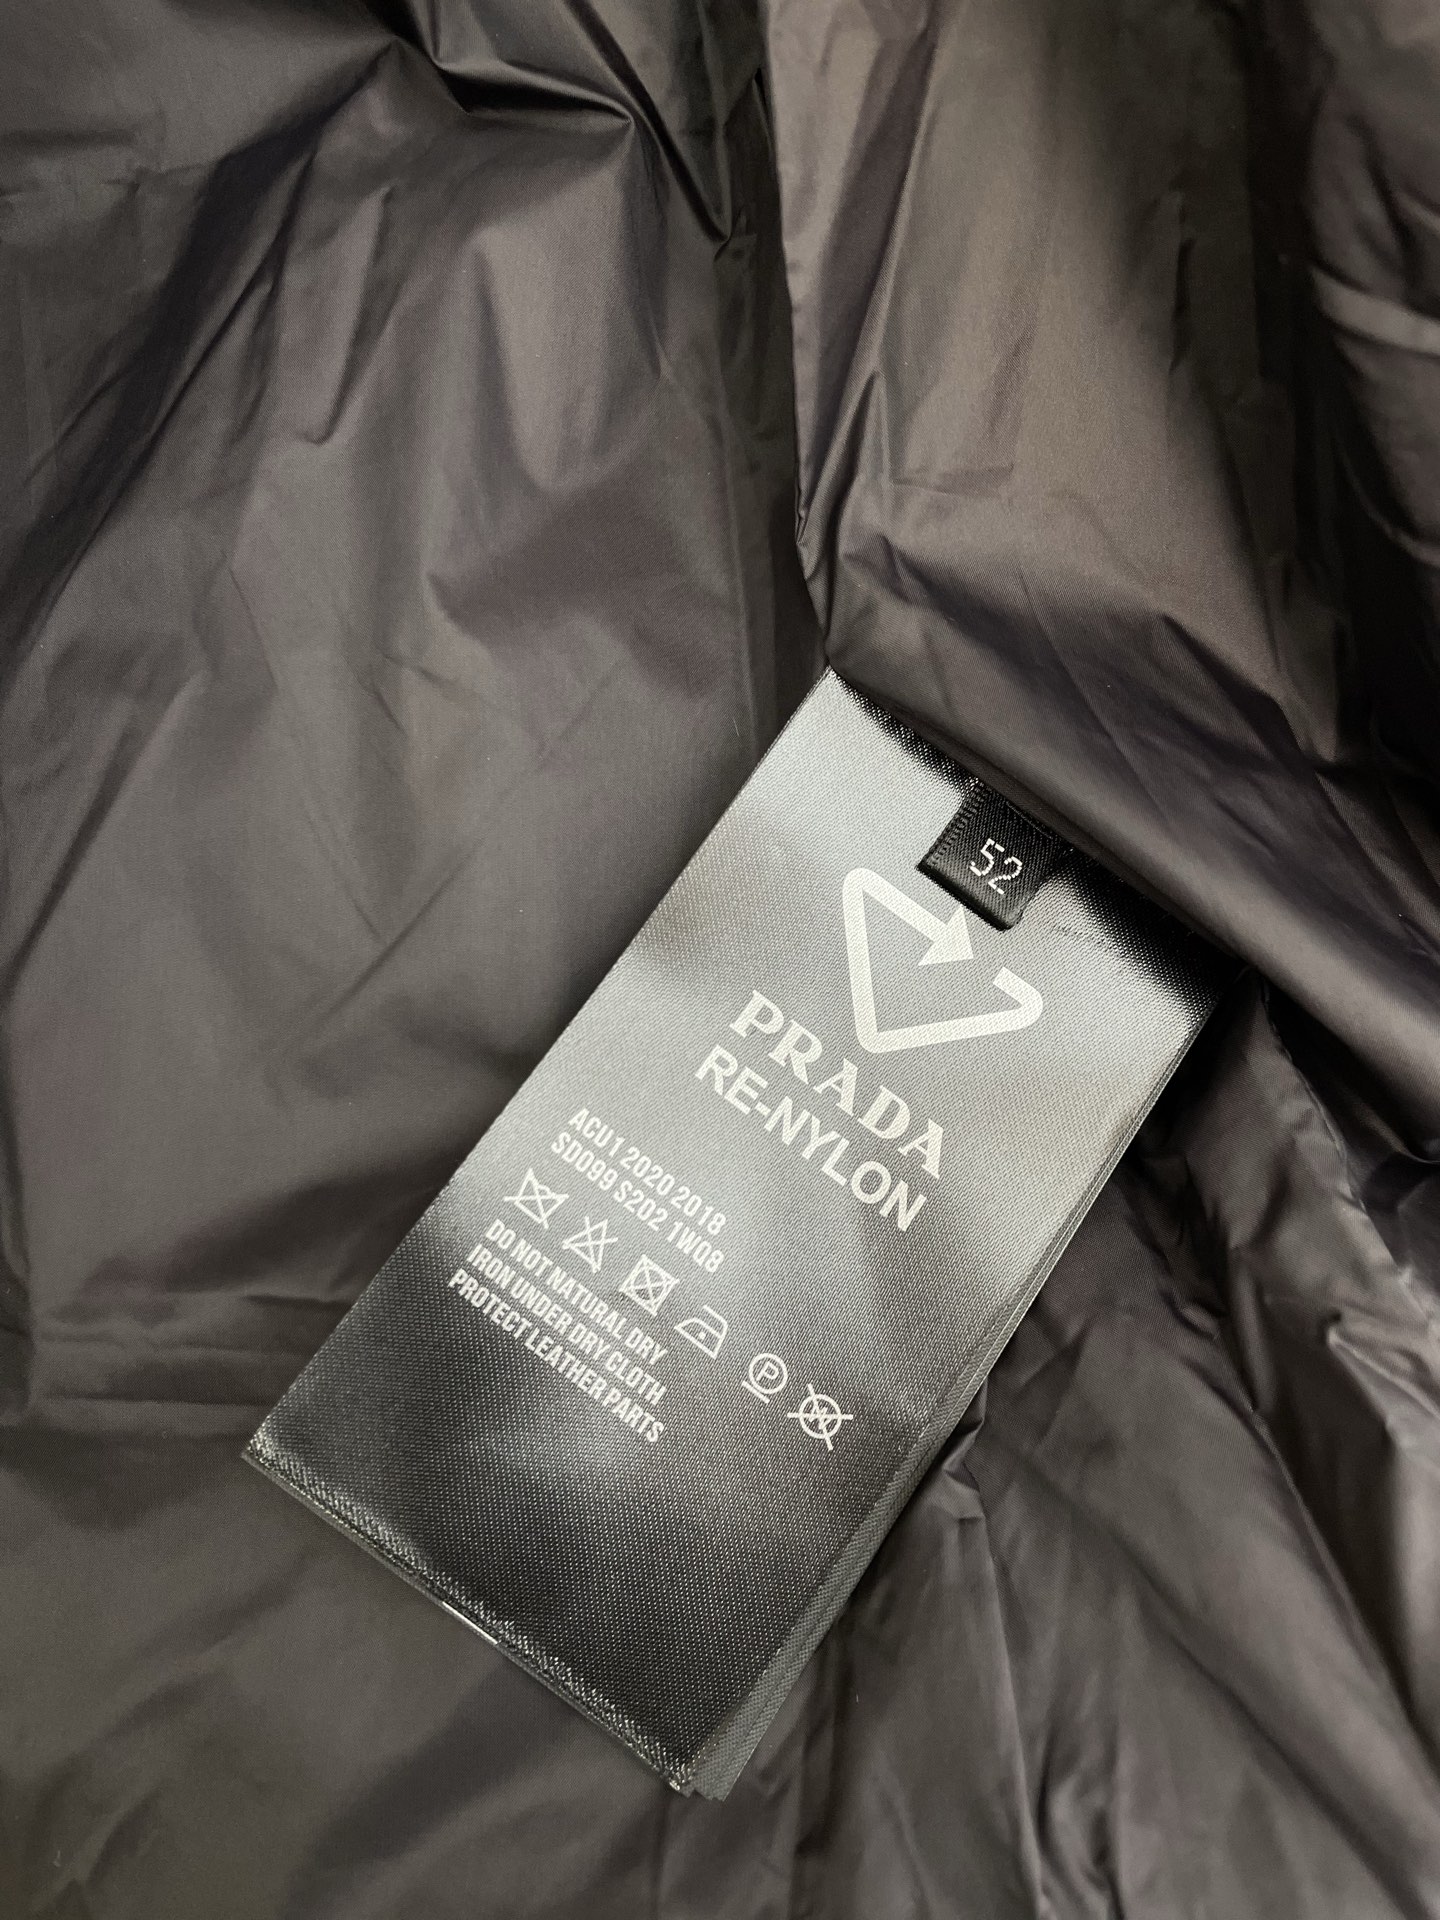 52
PRADA
RE-NYLON
ACU1 2020 2018
SD099 S202 1WQ8
P
W
DO NOT NATURAL DRY
IRON UNDER DRY CLOTH
PROTECT LEATHER PARTS